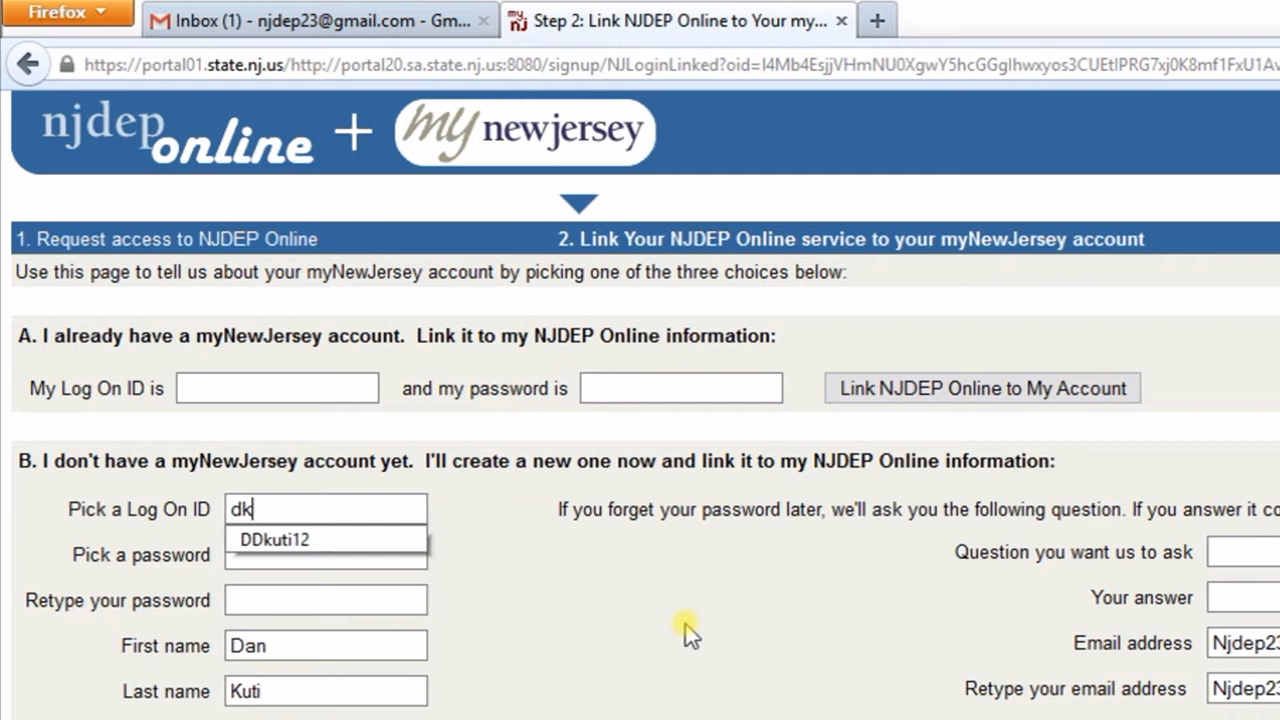 Firefox
Inbox (1) - njdep23@gmail.com - Gm...
my nj Step 2: Link NJDEP Online to Your my...
https://portal01.state.nj.us/http://portal20.sa.state.nj.us:8080/signup/NJLoginLinked?oid=
njdep online + my newjersey
1. Request access to NJDEP Online
2. Link Your NJDEP Online service to your myNewJersey account
Use this page to tell us about your myNewJersey account by picking one of the three choices below:
A. I already have a myNewJersey account. Link it to my NJDEP Online information:
My Log On ID is and my password is Link NJDEP Online to My Account
B. I don't have a myNewJersey account yet. I'll create a new one now and link it to my NJDEP Online information:
Pick a Log On ID dk If you forget your password later, we'll ask you the following question. If you answer it co
DDkuti12
Pick a password Question you want us to ask
Retype your password Your answer
First name Dan Email address Njdep23
Last name Kuti Retype your email address Njdep23